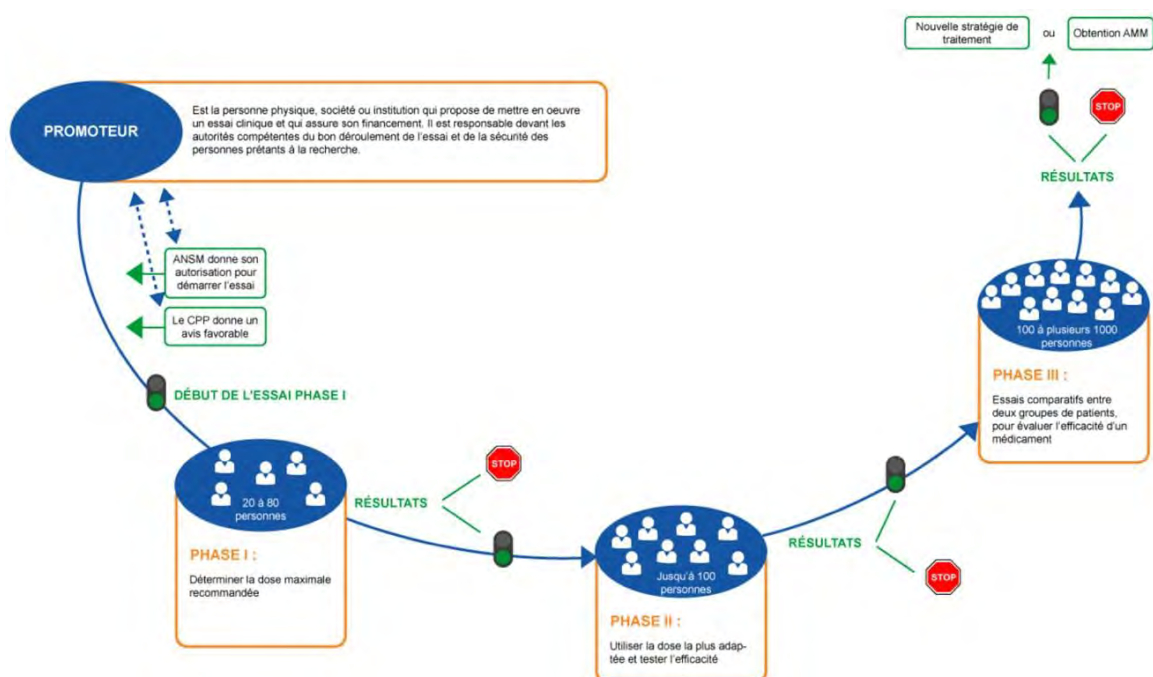 PROMOTEUR
Est la personne physique, société ou institution qui propose de mettre en oeuvre
un essai clinique et qui assure son financement. Il est responsable devant les
autorités compétentes du bon déroulement de l'essai et de la sécurité des
personnes prétants à la recherche.
ANSM donne son
autorisation pour
démarrer l'essai
Le CPP donne un
avis favorable
DÉBUT DE L'ESSAI PHASE I
20 à 80
personnes
PHASE I :
Déterminer la dose maximale
recommandée
RÉSULTATS
STOP
Jusqu'à 100
personnes
PHASE ii :
Utiliser la dose la plus adap-
tée et tester l'efficacité
RÉSULTATS
STOP
100 à plusieurs 1000
personnes
PHASE III :
Essais comparatifs entre
deux groupes de patients,
pour évaluer l'efficacité d'un
médicament
RÉSULTATS
STOP
Nouvelle stratégie de
traitement
ou
Obtention AMM